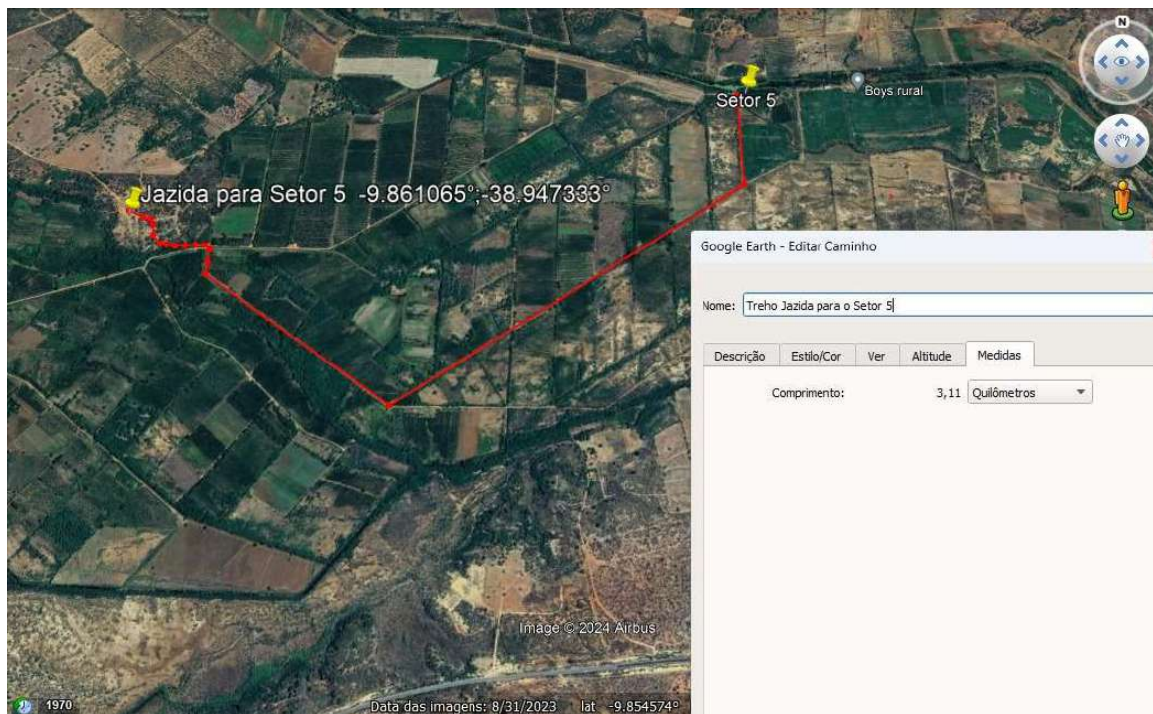 N
Setor 5
Boys rural
Jazida para Setor 5 -9.861065°;-38.947333°
Google Earth - Editar Caminho
Nome: Treho Jazida para o Setor 5
Descrição Estilo/Cor Ver Altitude Medidas
Comprimento: 3,11 Quilômetros
Image © 2024 Airbus
1970 Data das imagens: 8/31/2023 lat -9.854574°